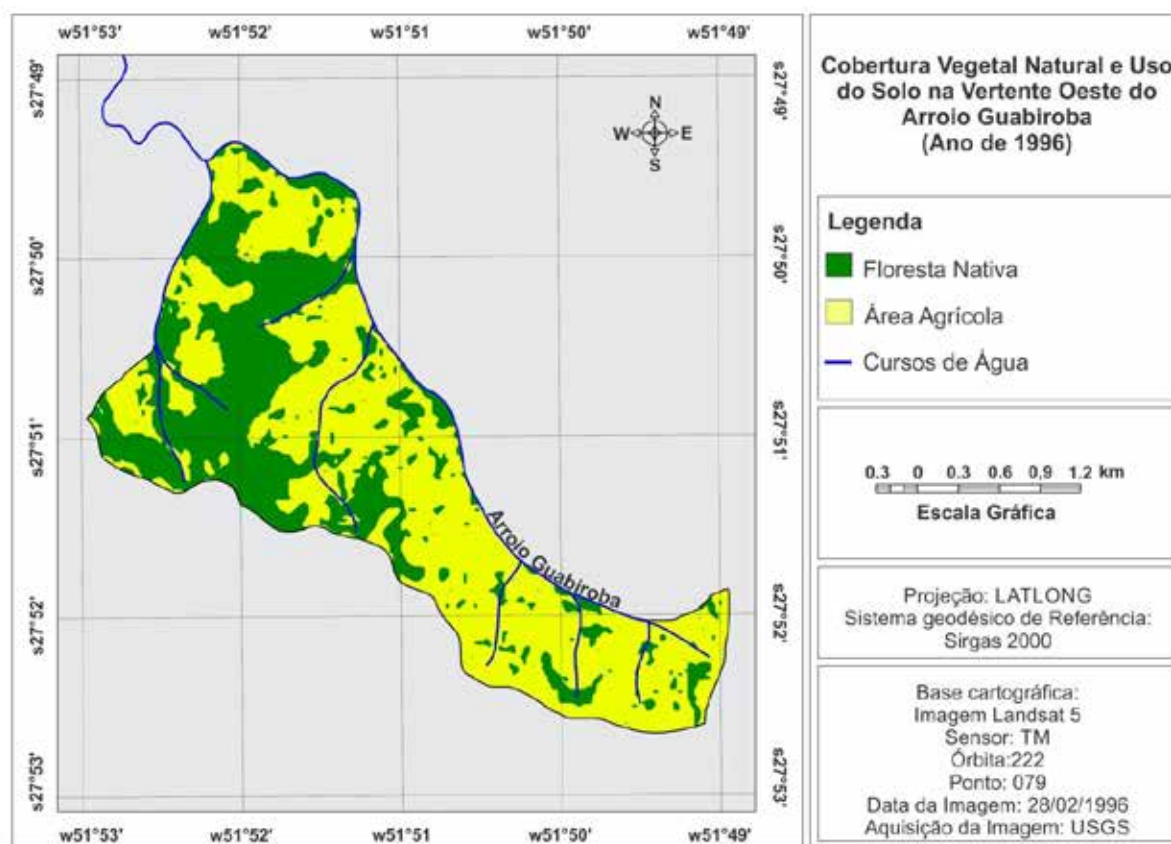 w51°53' w51°52' w51°51 w51°50' w51°49'
s27°49'
s27°50'
s27°51'
s27°52'
s27°53'
N
W E
S
Arroio Guabiroba
s27°49'
s27°50'
s27°51'
s27°52'
s27°53'
w51°53' w51°52' w51°51 w51°50' w51°49'
Cobertura Vegetal Natural e Uso
do Solo na Vertente Oeste do
Arroio Guabiroba
(Ano de 1996)
Legenda
Floresta Nativa
Área Agrícola
Cursos de Água
0.3 0 0.3 0.6 0,9 1.2 km
Escala Gráfica
Projeção: LATLONG
Sistema geodésico de Referência:
Sirgas 2000
Base cartográfica:
Imagem Landsat 5
Sensor: TM
Órbita:222
Ponto: 079
Data da Imagem: 28/02/1996
Aquisição da Imagem: USGS